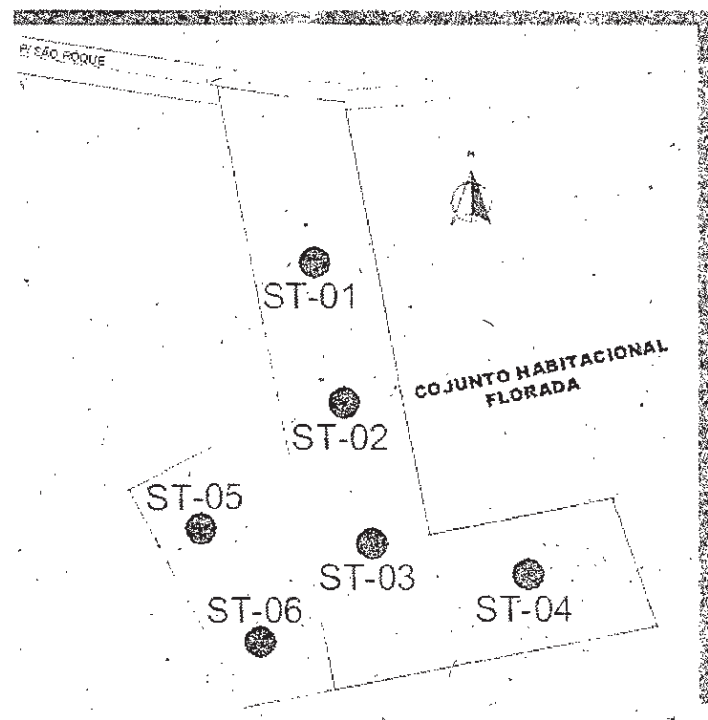 P/ SÃO ROQUE
N
ST-01
COJUNTO HABITACIONAL
FLORADA
ST-02
ST-05
ST-03
ST-04
ST-06